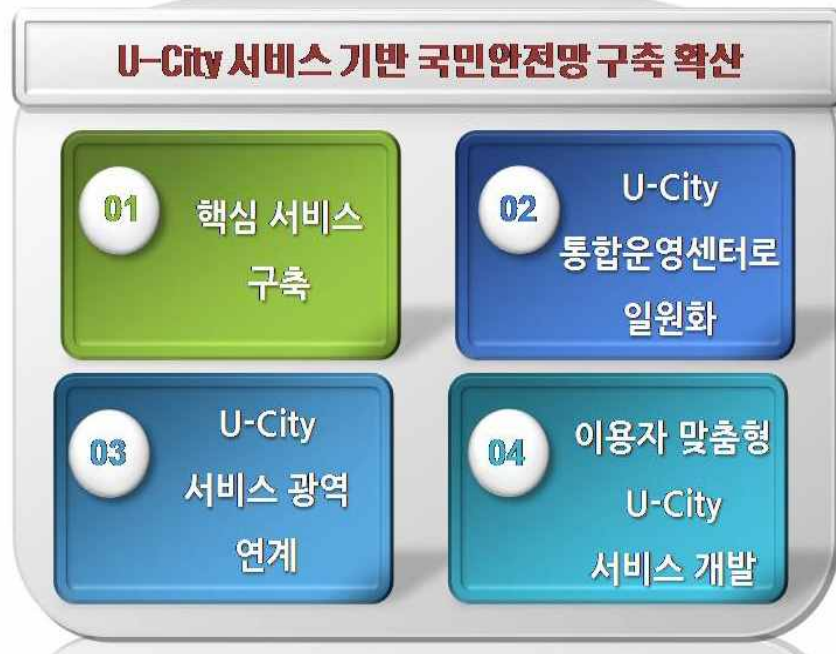 U-City 서비스 기반 국민안전망 구축 확산
01
핵심 서비스
구축
02
U-City
통합운영센터로
일원화
03
U-City
서비스 광역
연계
04
이용자 맞춤형
U-City
서비스 개발